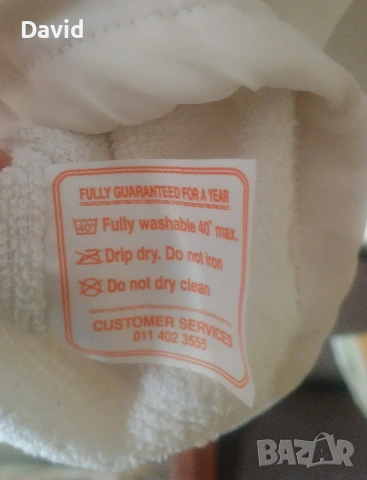 David
FULLY GUARANTEED FOR A YEAR
40° Fully washable 40° max.
Drip dry. Do not iron
Do not dry clean
CUSTOMER SERVICES
011 402 3555
BAZAR